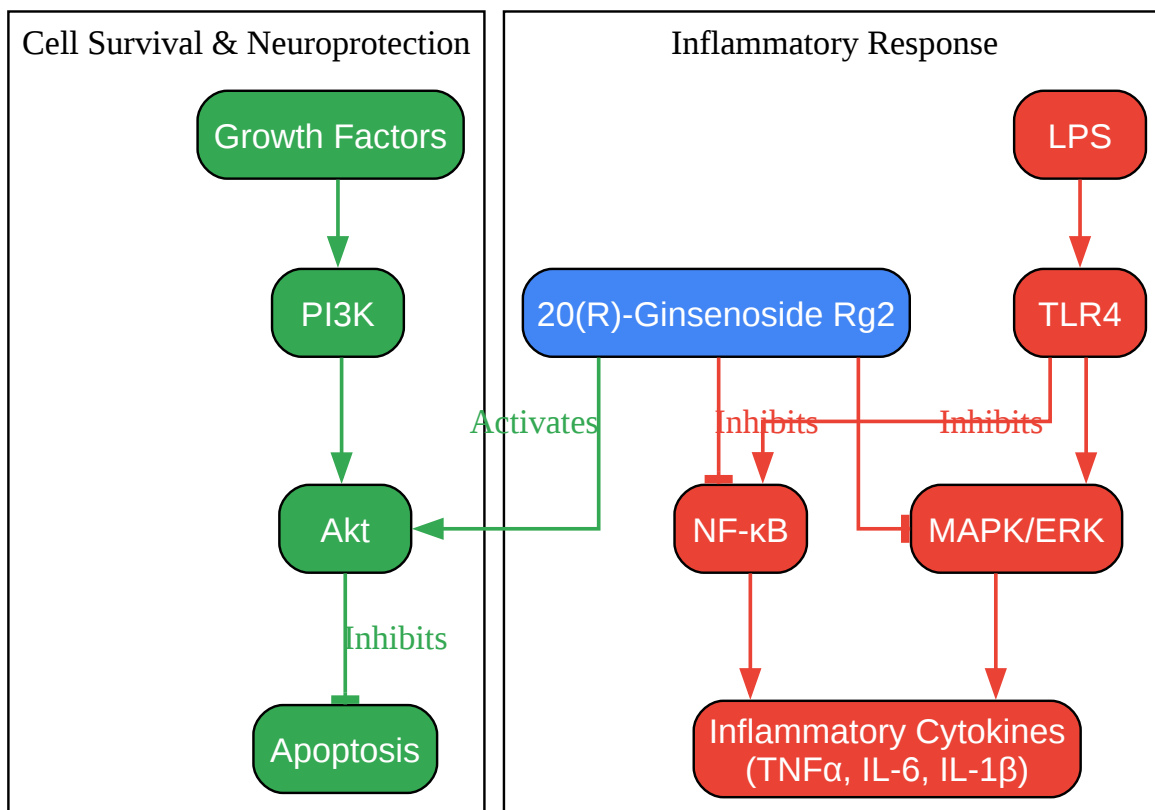 Cell Survival & Neuroprotection
Inflammatory Response
Growth Factors
LPS
PI3K
20(R)-Ginsenoside Rg2
TLR4
Activates
Inhibits
Inhibits
Akt
NF-κB
MAPK/ERK
Inhibits
Apoptosis
Inflammatory Cytokines
(TNFα, IL-6, IL-1β)